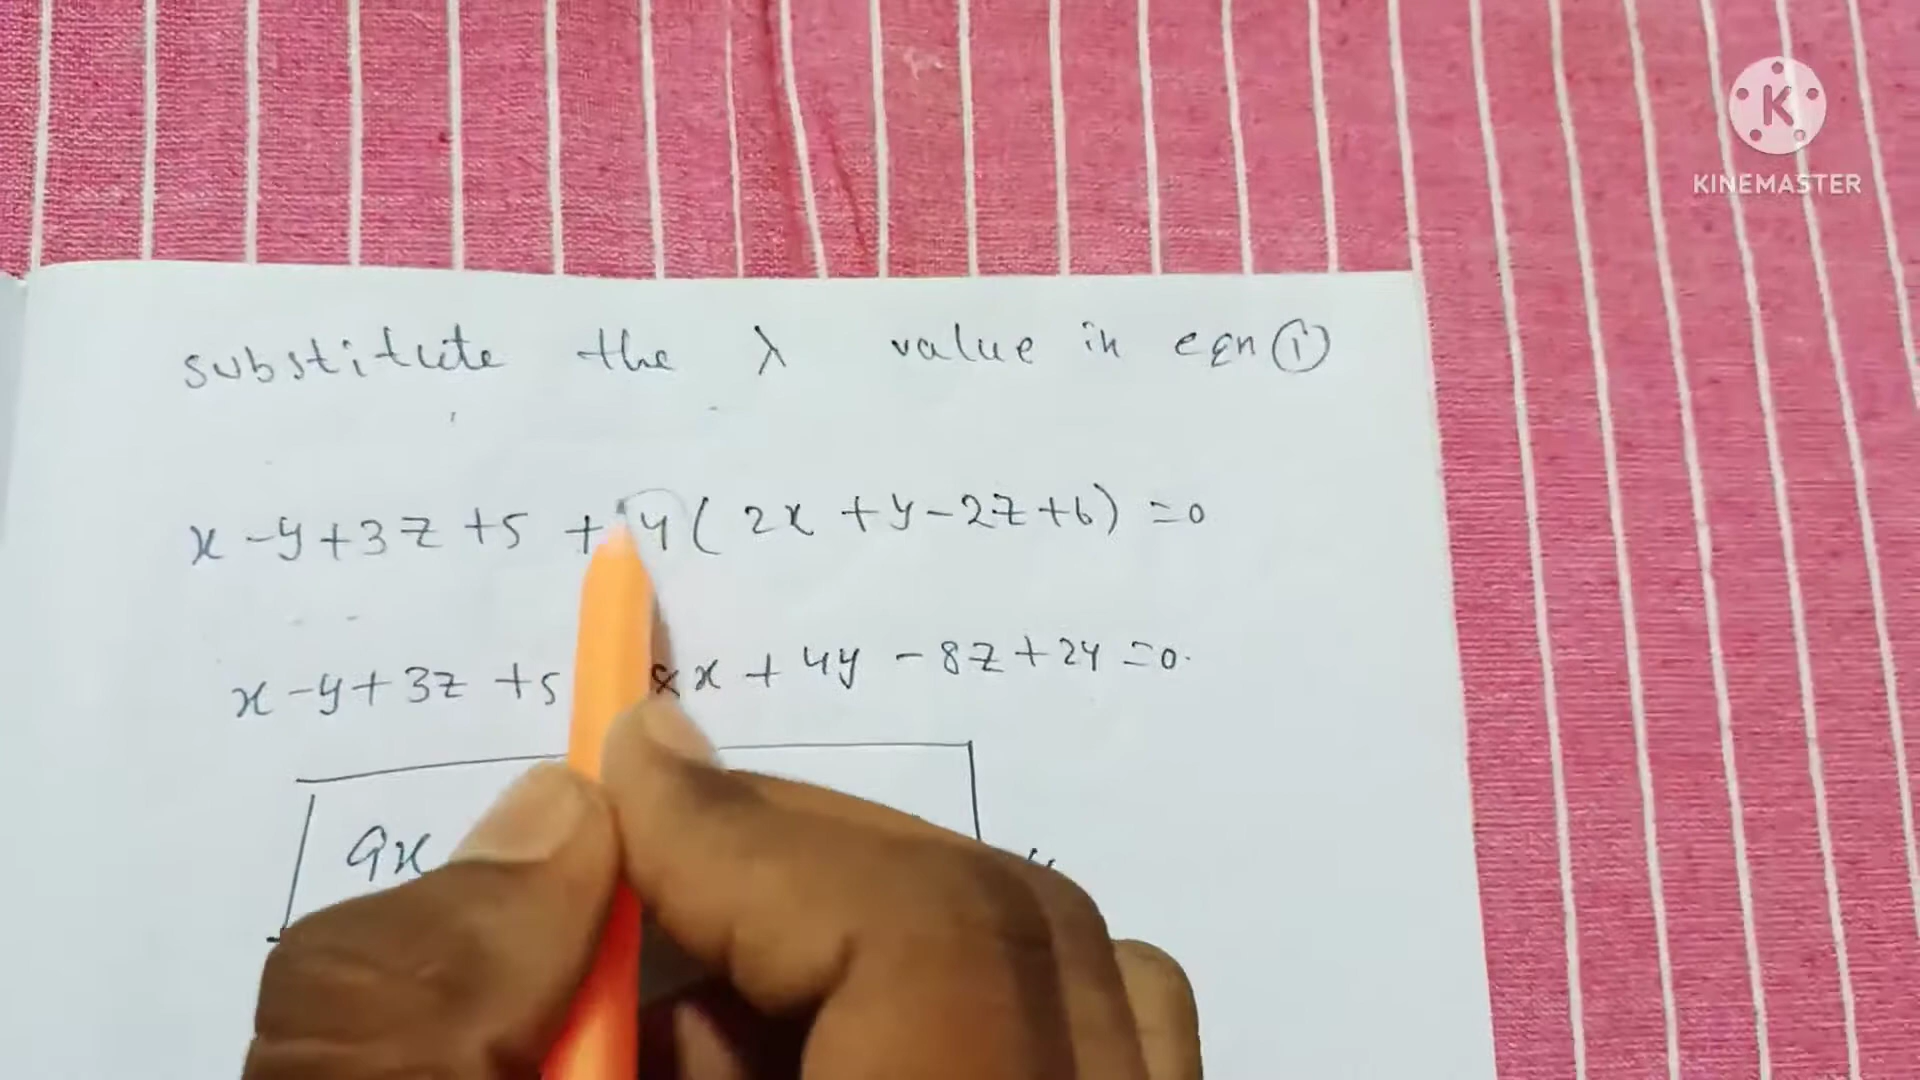 K
KINEMASTER
substitute the λ value in eqn ①
x - y + 3z + 5 + 4 ( 2x + y - 2z + 6 ) = 0
x - y + 3z + 5 8x + 4y - 8z + 24 = 0.
9x